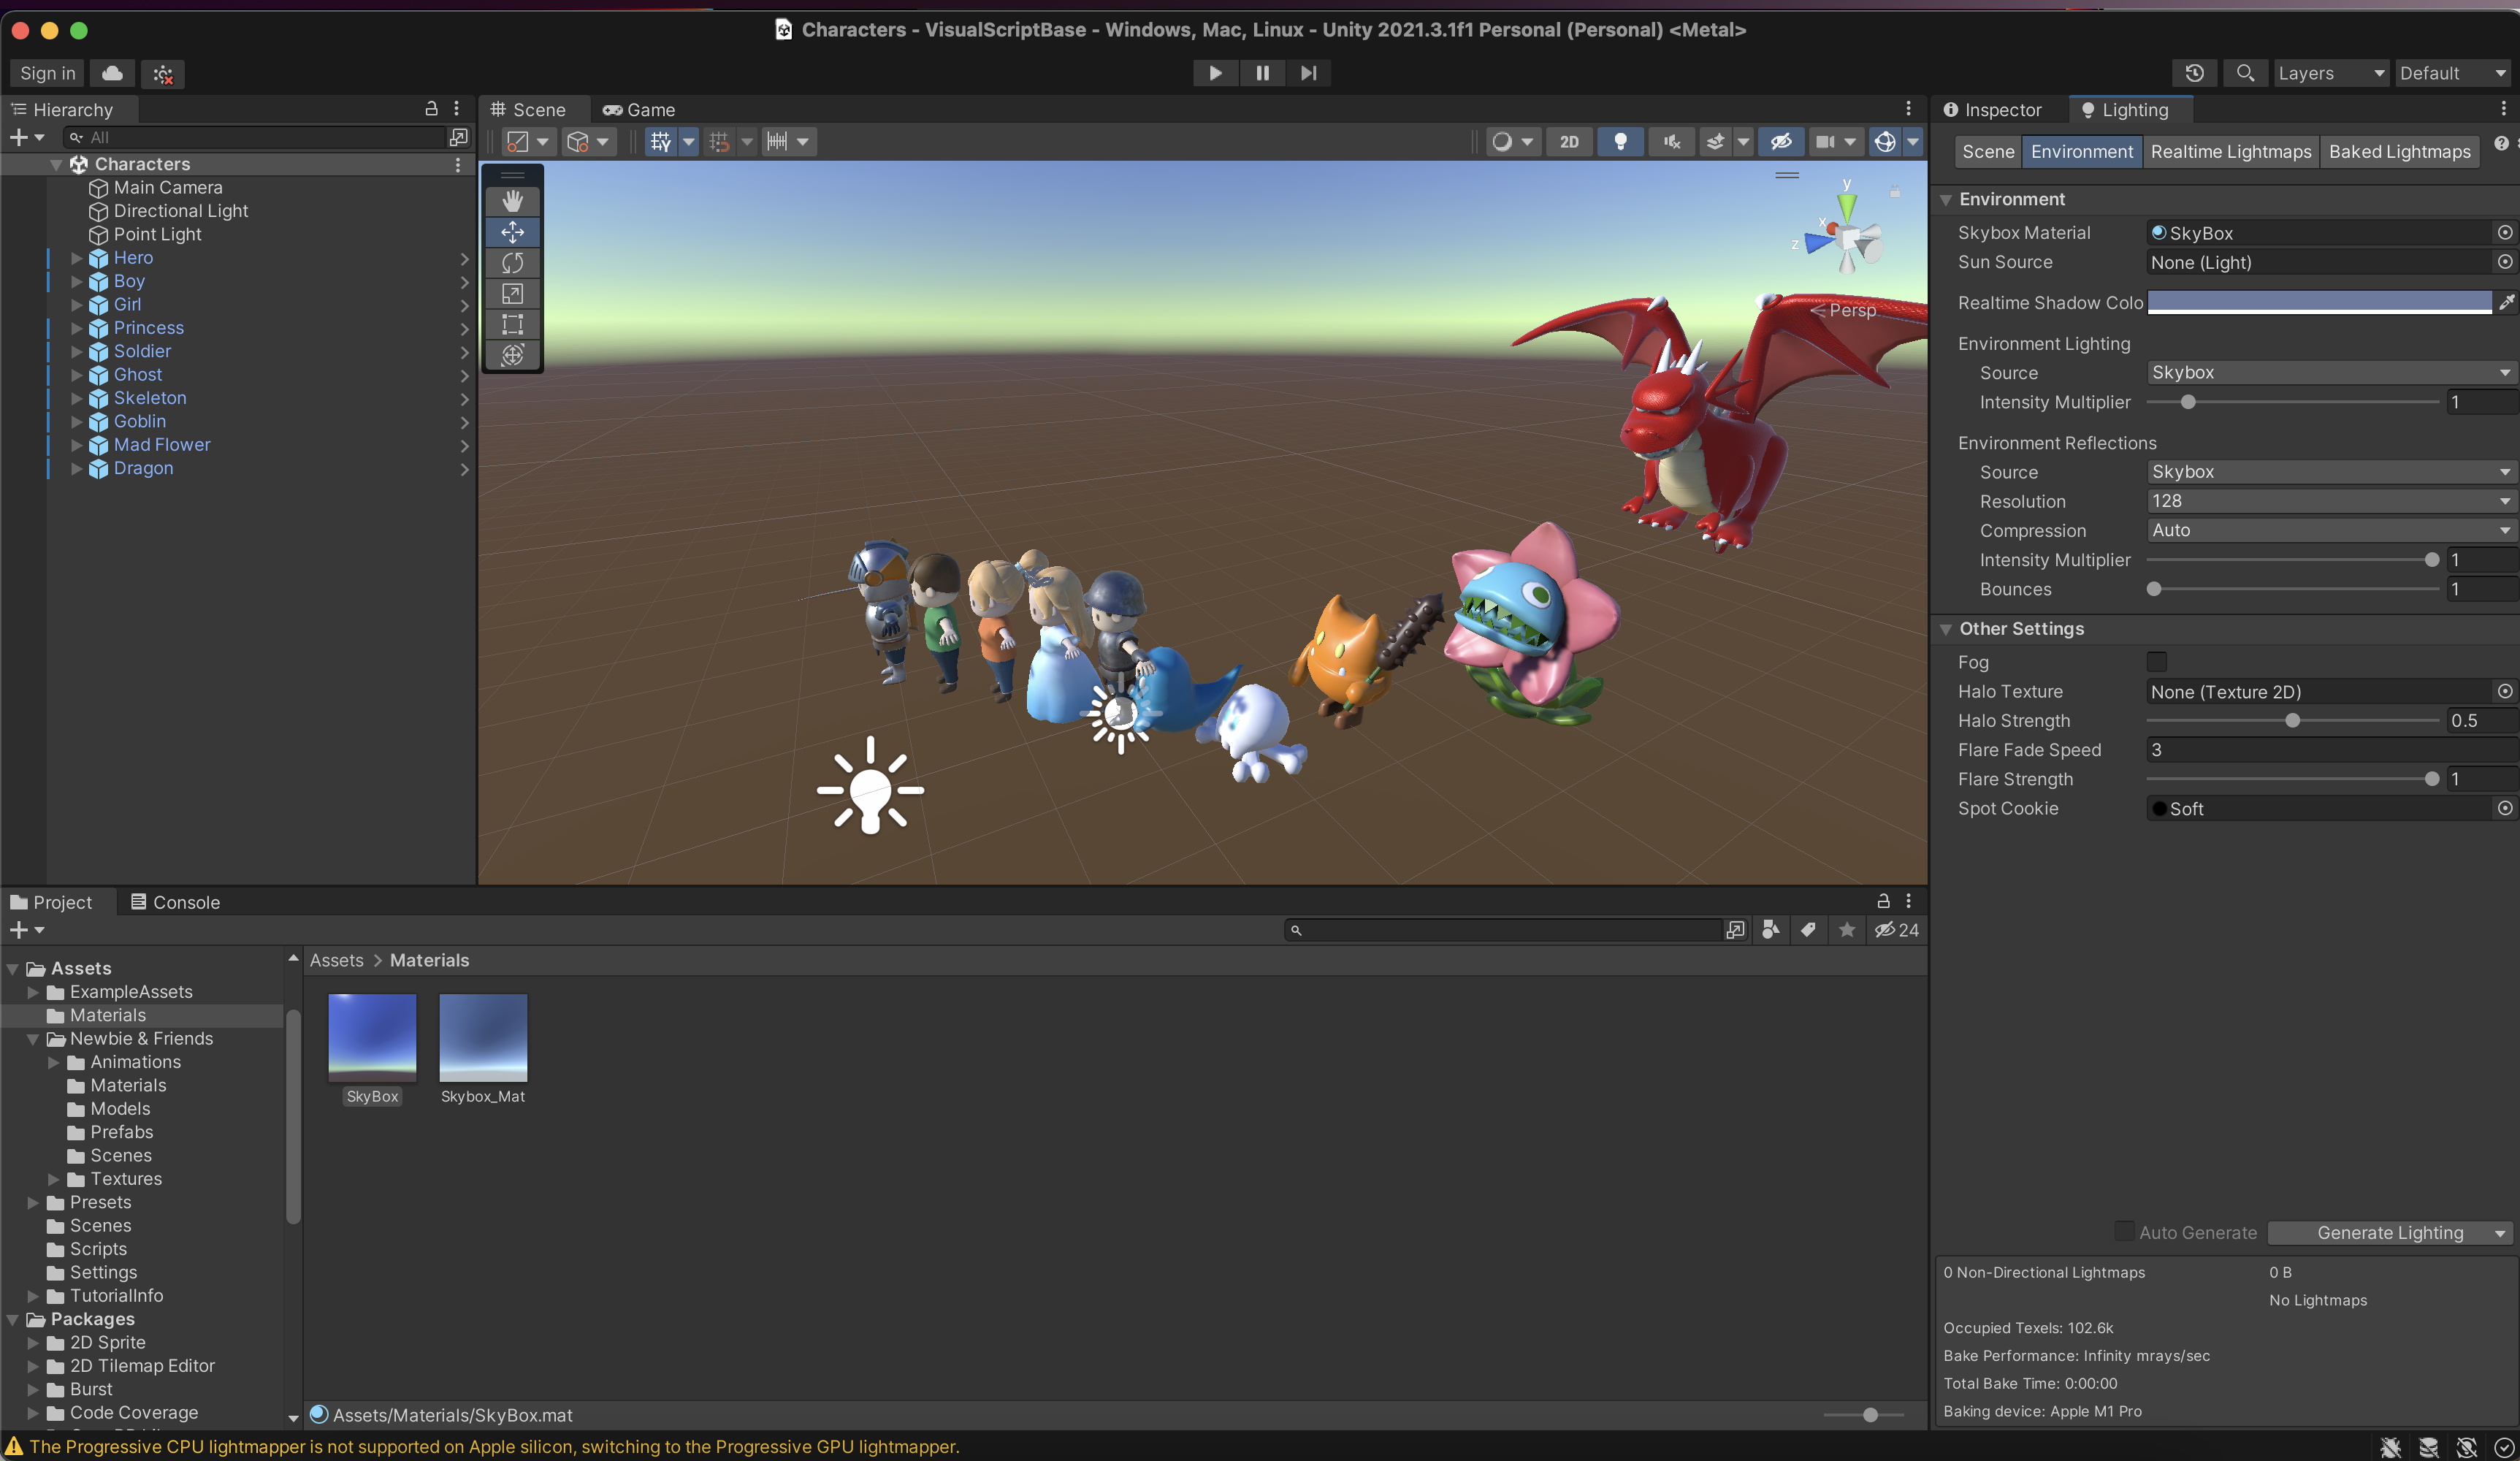 Characters - VisualScriptBase - Windows, Mac, Linux - Unity 2021.3.1f1 Personal (Personal) <Metal>
Sign in
Layers
Default
Hierarchy
All
Characters
Main Camera
Directional Light
Point Light
Hero
Boy
Girl
Princess
Soldier
Ghost
Skeleton
Goblin
Mad Flower
Dragon
Scene
Game
2D
y
x
z
Persp
Inspector
Lighting
Scene
Environment
Realtime Lightmaps
Baked Lightmaps
Environment
Skybox Material
SkyBox
Sun Source
None (Light)
Realtime Shadow Colo
Environment Lighting
Source
Skybox
Intensity Multiplier
1
Environment Reflections
Source
Skybox
Resolution
128
Compression
Auto
Intensity Multiplier
1
Bounces
1
Other Settings
Fog
Halo Texture
None (Texture 2D)
Halo Strength
0.5
Flare Fade Speed
3
Flare Strength
1
Spot Cookie
Soft
Auto Generate
Generate Lighting
0 Non-Directional Lightmaps
0 B
No Lightmaps
Occupied Texels: 102.6k
Bake Performance: Infinity mrays/sec
Total Bake Time: 0:00:00
Baking device: Apple M1 Pro
Project
Console
24
Assets
ExampleAssets
Materials
Newbie & Friends
Animations
Materials
Models
Prefabs
Scenes
Textures
Presets
Scenes
Scripts
Settings
TutorialInfo
Packages
2D Sprite
2D Tilemap Editor
Burst
Code Coverage
Assets > Materials
SkyBox
Skybox_Mat
Assets/Materials/SkyBox.mat
The Progressive CPU lightmapper is not supported on Apple silicon, switching to the Progressive GPU lightmapper.